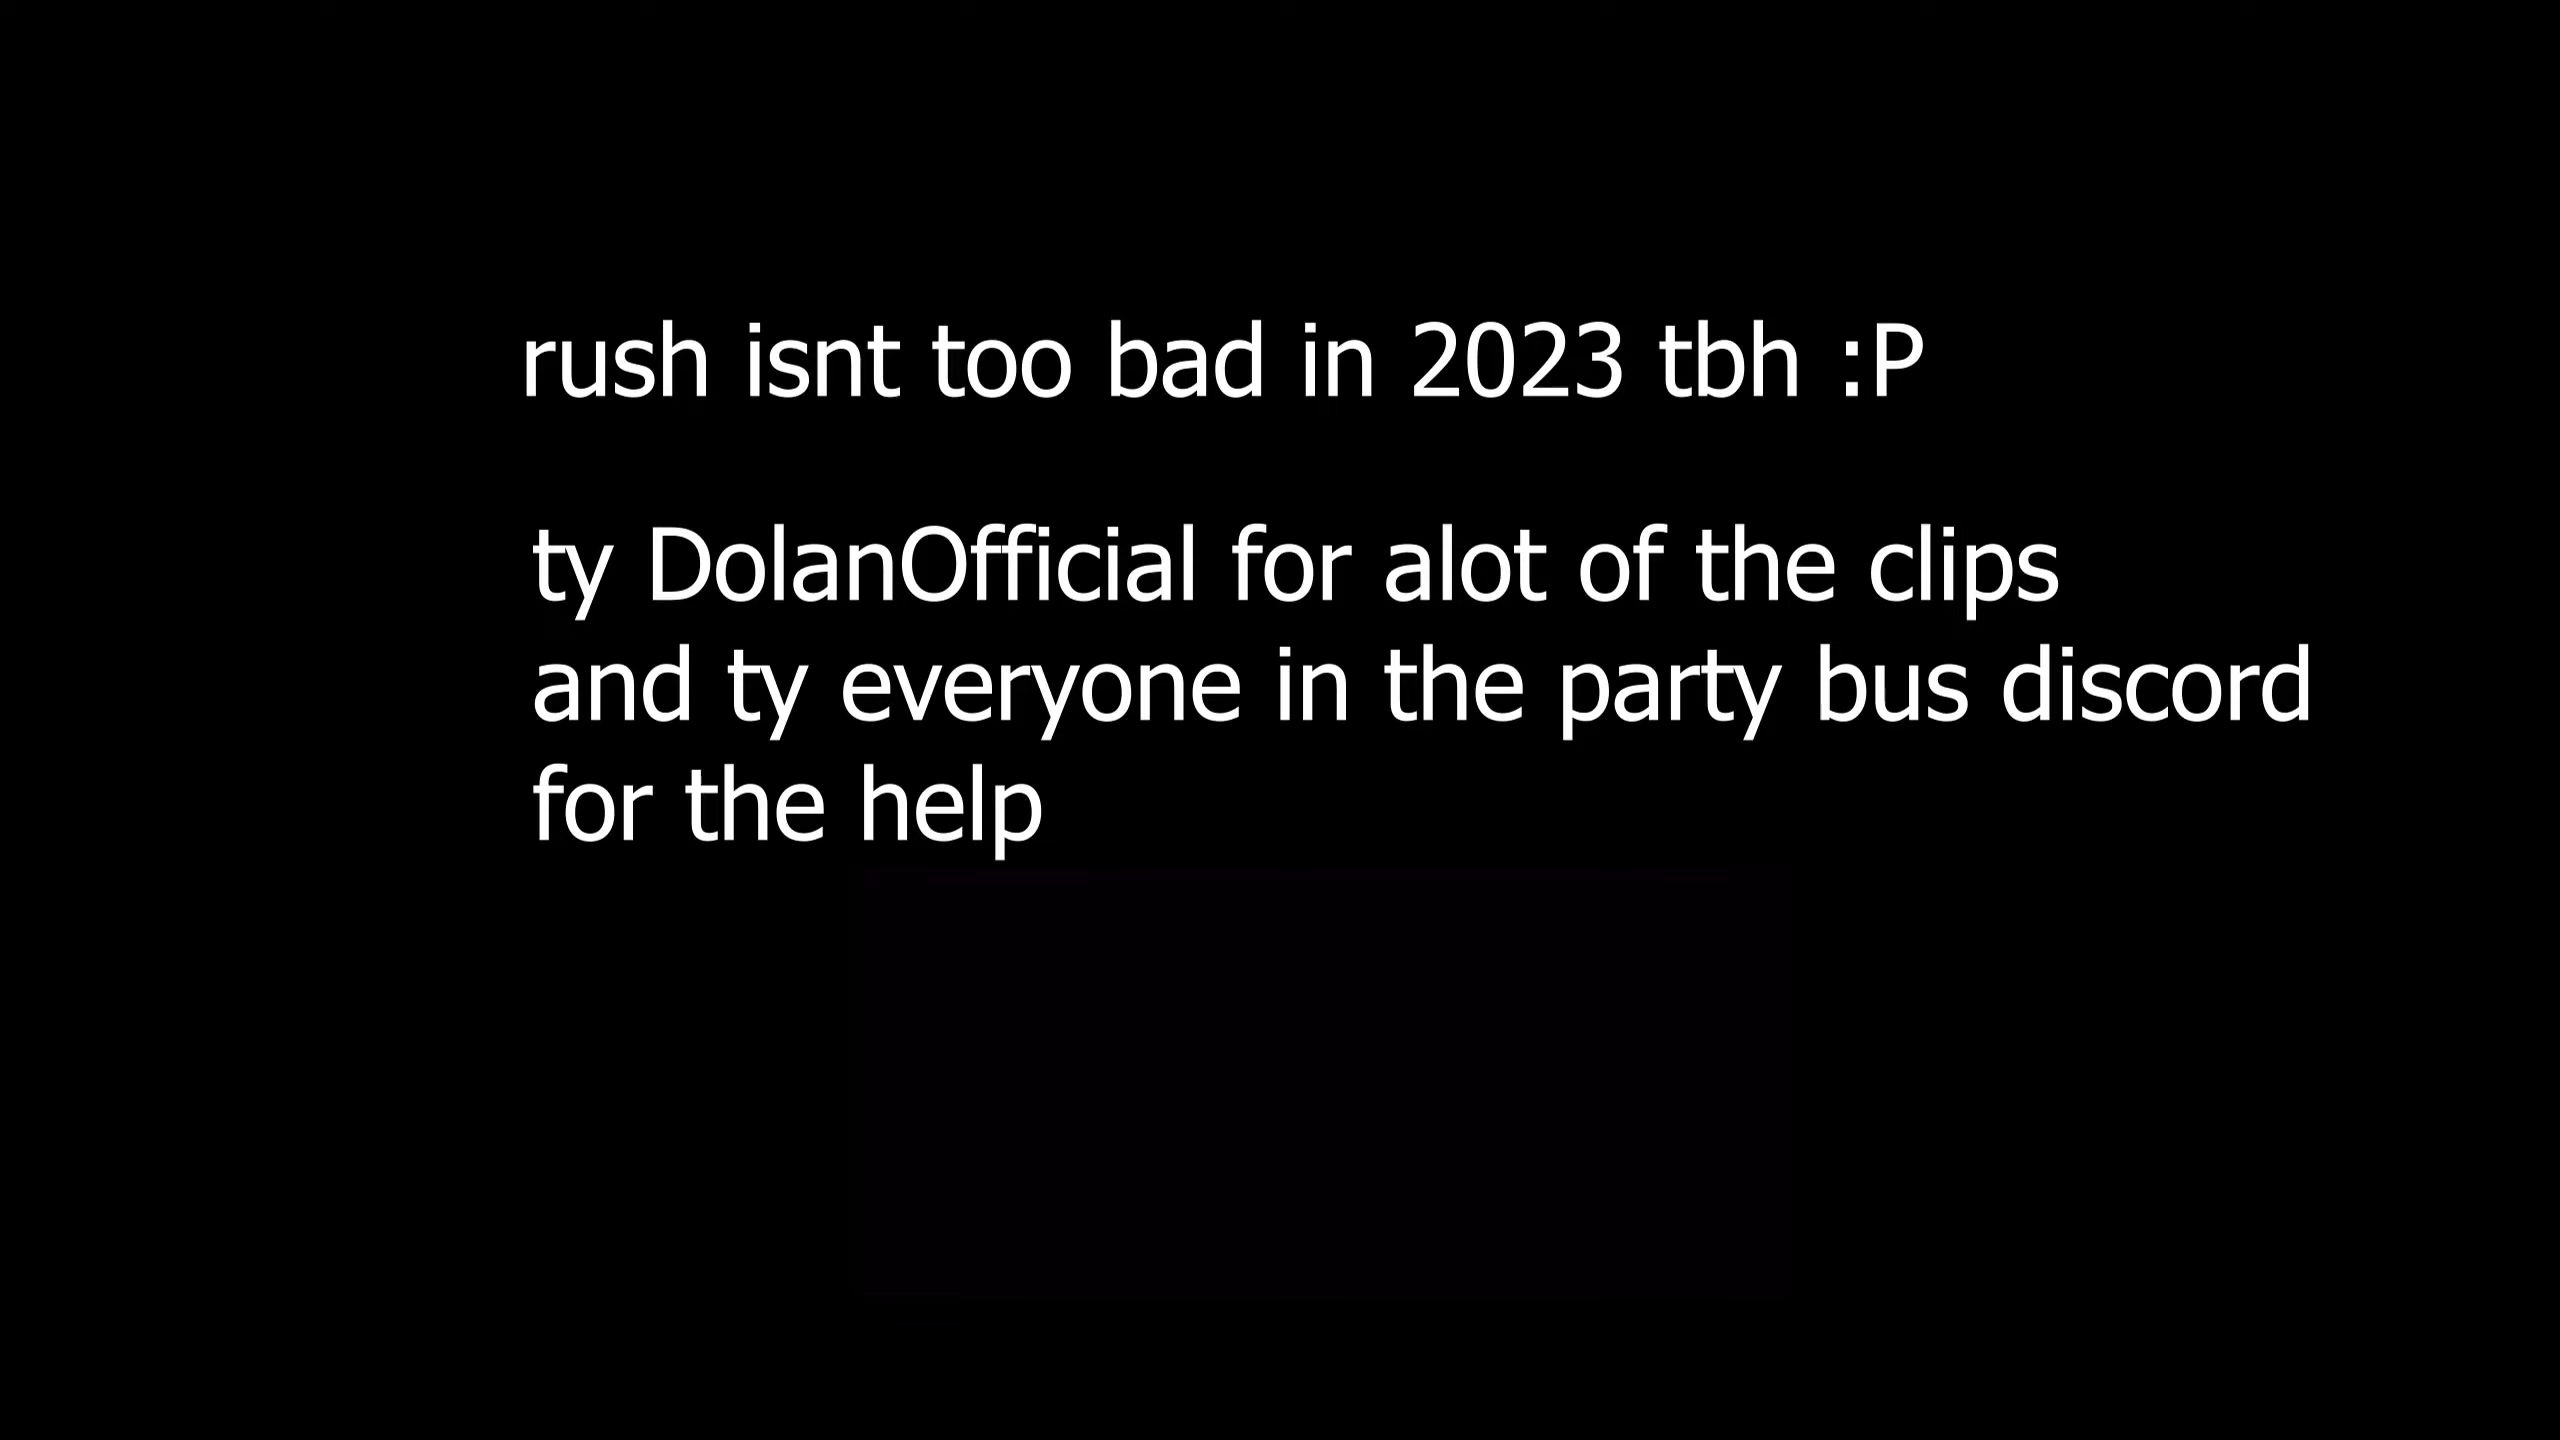 rush isnt too bad in 2023 tbh :P
ty DolanOfficial for alot of the clips
and ty everyone in the party bus discord
for the help